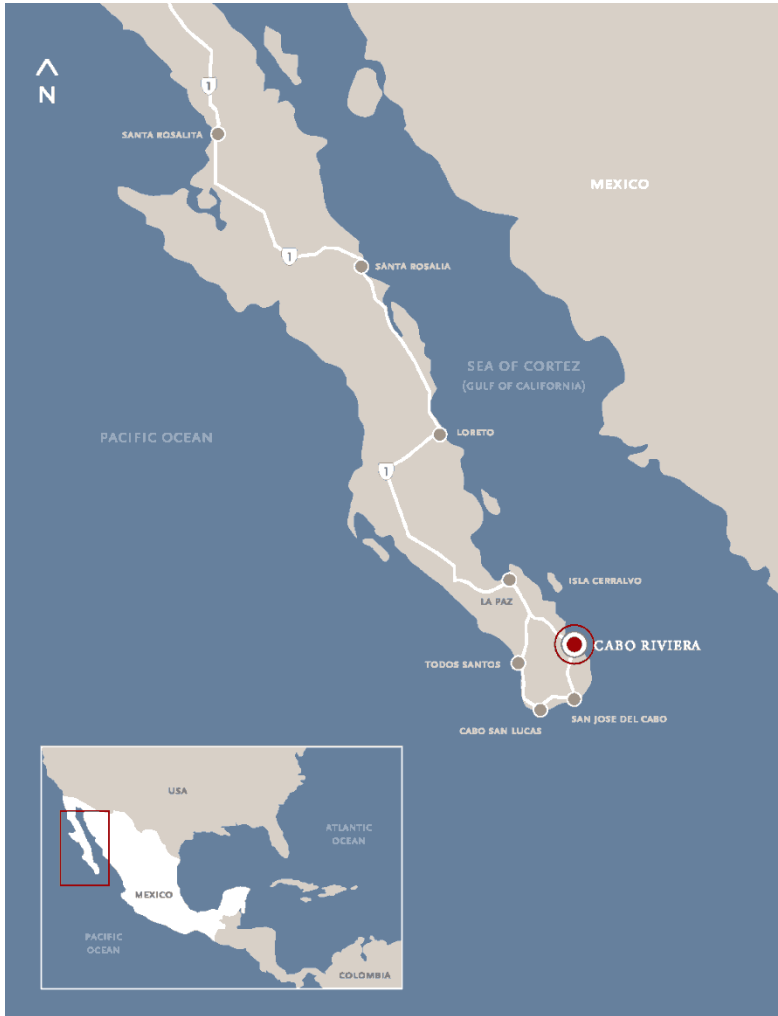 N
1
SANTA ROSALITA
MEXICO
1
SANTA ROSALIA
SEA OF CORTEZ
(GULF OF CALIFORNIA)
PACIFIC OCEAN
LORETO
1
ISLA CERRALVO
LA PAZ
CABO RIVIERA
TODOS SANTOS
SAN JOSE DEL CABO
CABO SAN LUCAS
USA
ATLANTIC
OCEAN
MEXICO
PACIFIC
OCEAN
COLOMBIA